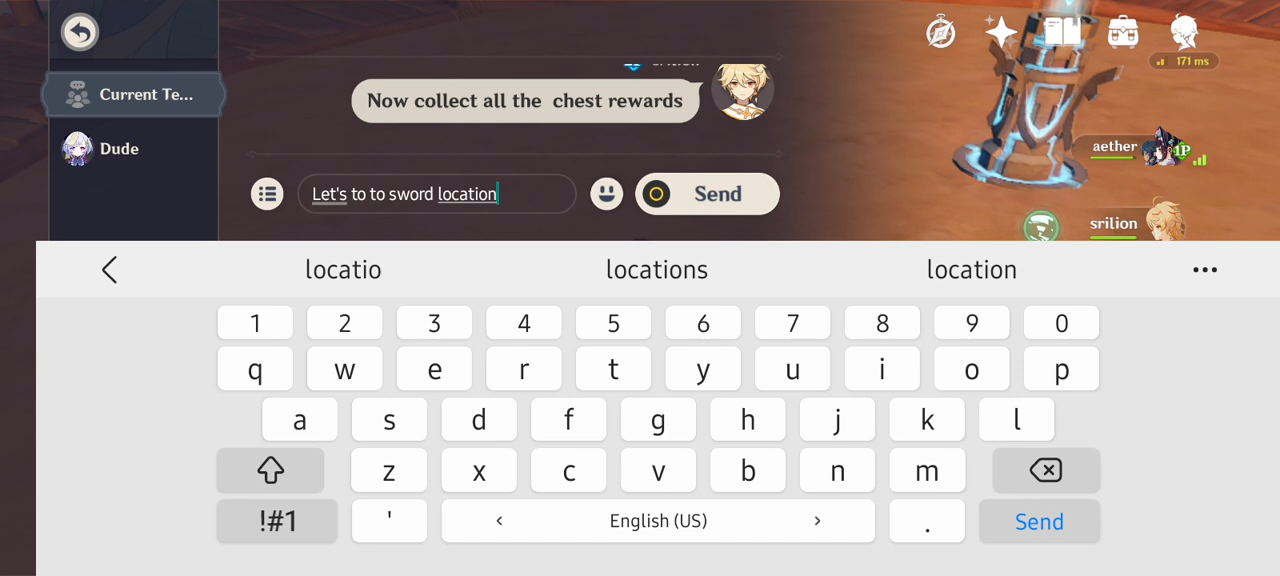 171 ms
Current Te...
srilion
Now collect all the chest rewards
Dude
aether
1P
Let's to to sword location
Send
srilion
locatio locations location
1 2 3 4 5 6 7 8 9 0
q w e r t y u i o p
a s d f g h j k l
z x c v b n m
!#1 ' < English (US) > . Send